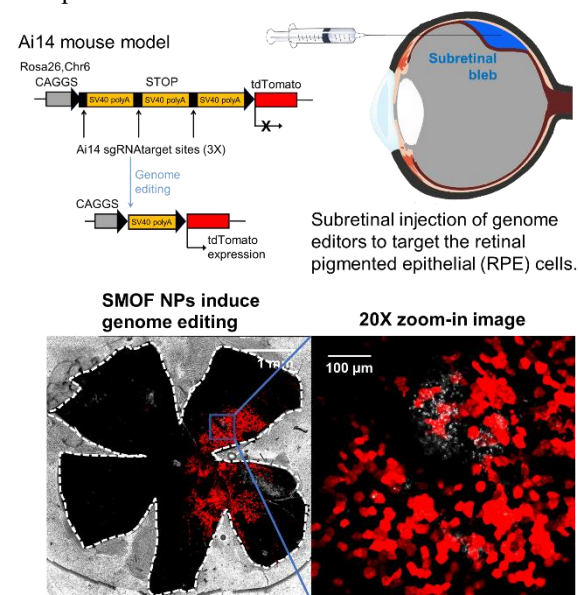 Ai14 mouse model
Rosa26,Chr6
CAGGS
STOP
tdTomato
SV40 polyA
SV40 polyA
SV40 polyA
X
Ai14 sgRNAtarget sites (3X)
Genome
editing
CAGGS
SV40 polyA
tdTomato
expression
Subretinal
bleb
Subretinal injection of genome
editors to target the retinal
pigmented epithelial (RPE) cells.
SMOF NPs induce
genome editing
20X zoom-in image
1 mm
100 µm